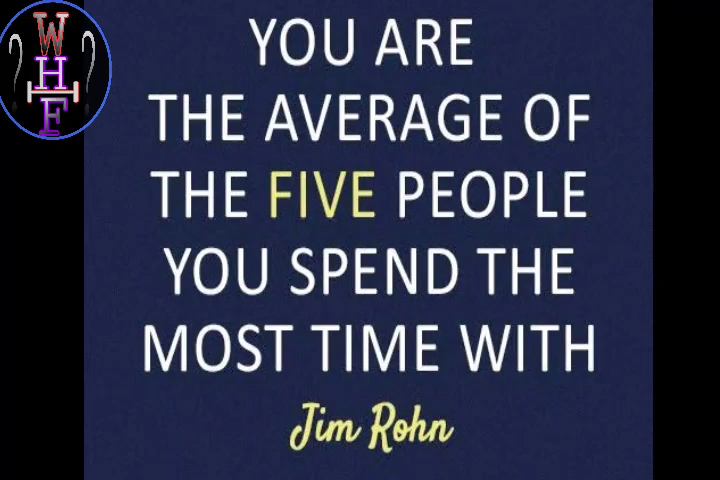 W
H
F
YOU ARE
THE AVERAGE OF
THE FIVE PEOPLE
YOU SPEND THE
MOST TIME WITH
Jim Rohn